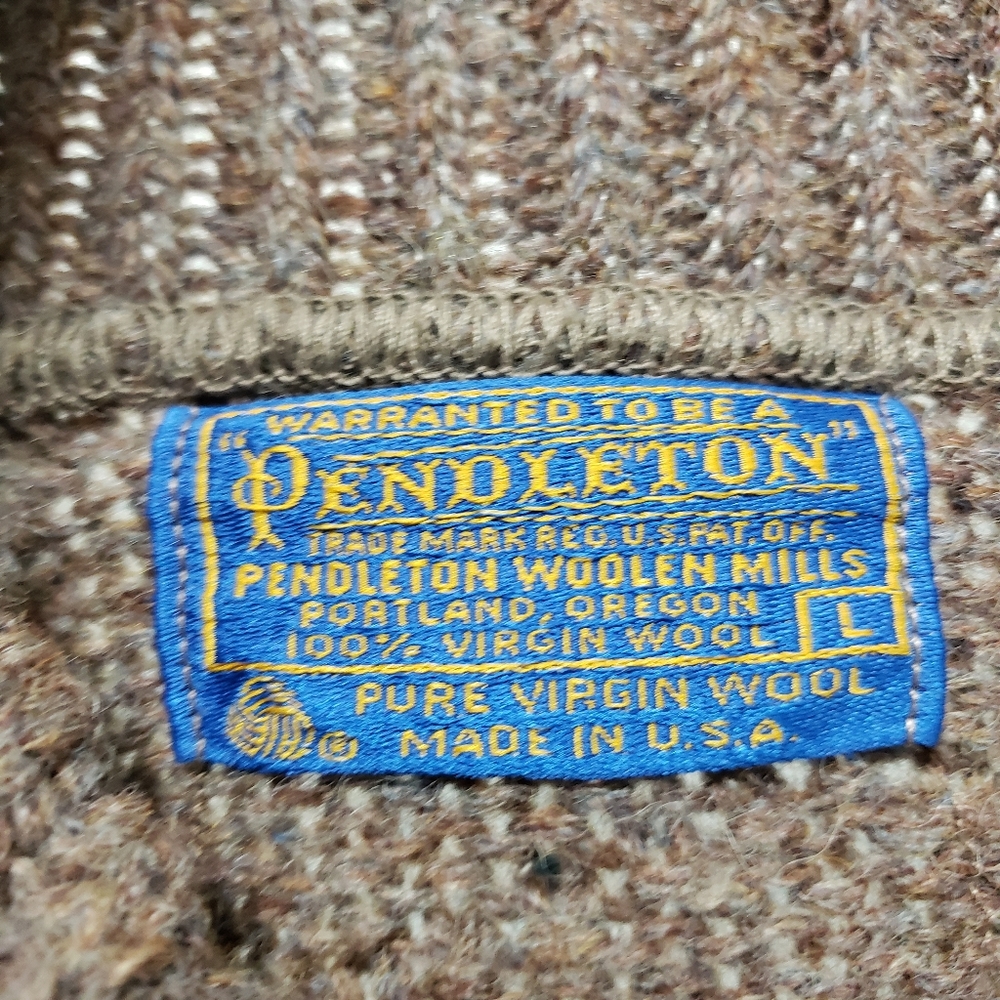 WARRANTED TO BE A
"PENDLETON"
TRADE MARK REG. U.S. PAT. OFF.
PENDLETON WOOLEN MILLS
PORTLAND, OREGON
100% VIRGIN WOOL L
PURE VIRGIN WOOL
® MADE IN U.S.A.